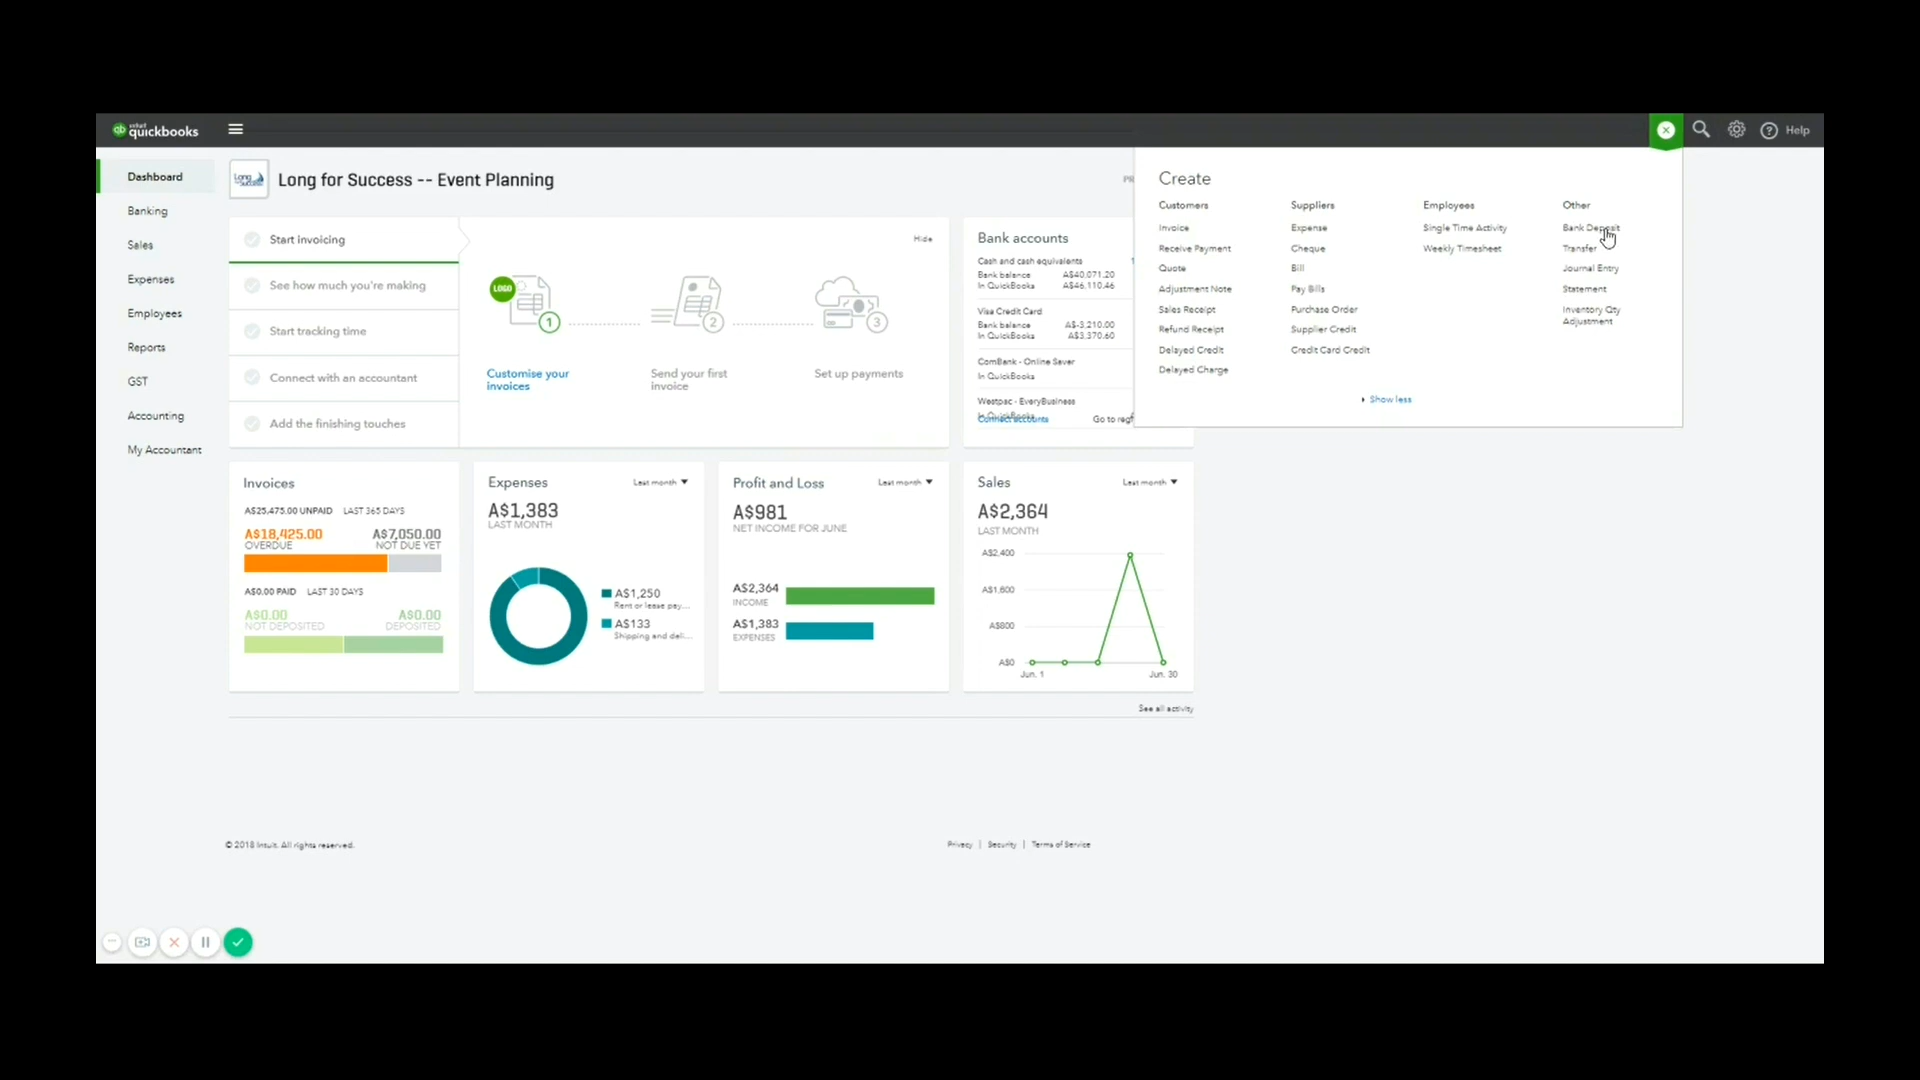 intuit
quickbooks
Help
Dashboard
Banking
Sales
Expenses
Employees
Reports
GST
Accounting
My Accountant
Long for Success -- Event Planning
Start invoicing
See how much you're making
Start tracking time
Connect with an accountant
Add the finishing touches
Hide
LOGO
1
2
3
Customise your
invoices
Send your first
invoice
Set up payments
Bank accounts
Cash and cash equivalents
Bank balance A$40,071.20
In QuickBooks A$46,110.46
Visa Credit Card
Bank balance A$-3,210.00
In QuickBooks A$3,370.60
ComBank - Online Saver
In QuickBooks
Westpac - EveryBusiness
In QuickBooks
Connect accounts
Create
Customers
Invoice
Receive Payment
Quote
Adjustment Note
Sales Receipt
Refund Receipt
Delayed Credit
Delayed Charge
Suppliers
Expense
Cheque
Bill
Pay Bills
Purchase Order
Supplier Credit
Credit Card Credit
Employees
Single Time Activity
Weekly Timesheet
Other
Bank Deposit
Transfer
Journal Entry
Statement
Inventory Qty
Adjustment
Show less
Go to
Invoices
A$25,475.00 UNPAID LAST 365 DAYS
A$18,425.00 A$7,050.00
OVERDUE NOT DUE YET
A$0.00 PAID LAST 30 DAYS
A$0.00 A$0.00
NOT DEPOSITED DEPOSITED
Expenses Last month
A$1,383
LAST MONTH
A$1,250
Rent or lease pay...
A$133
Shipping and deli...
Profit and Loss Last month
A$981
NET INCOME FOR JUNE
A$2,364
INCOME
A$1,383
EXPENSES
Sales Last month
A$2,364
LAST MONTH
A$2,400
A$1,600
A$800
A$0
Jun. 1 Jun. 30
See all activity
© 2018 Intuit. All rights reserved.
Privacy | Security | Terms of Service